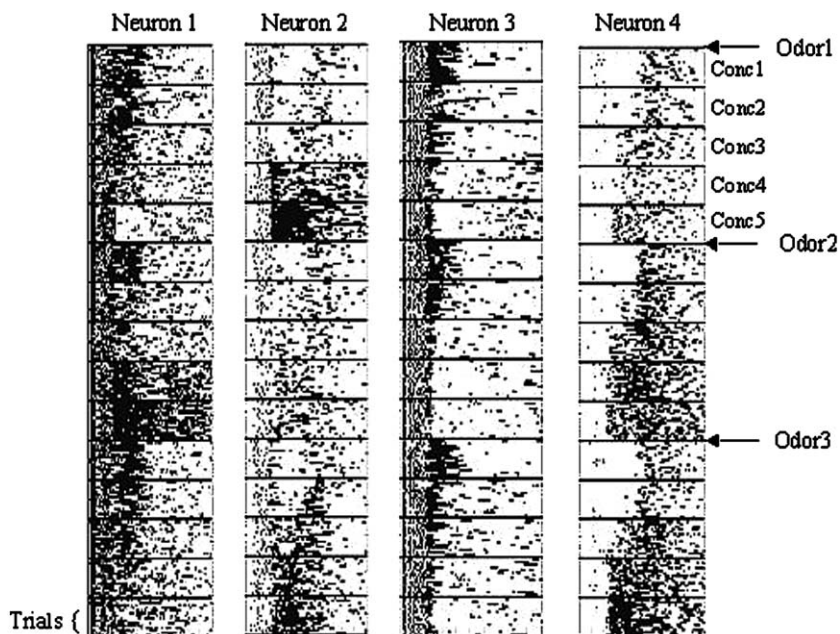 Neuron 1 Neuron 2 Neuron 3 Neuron 4
Odor1
Conc1
Conc2
Conc3
Conc4
Conc5
Odor2
Odor3
Trials {